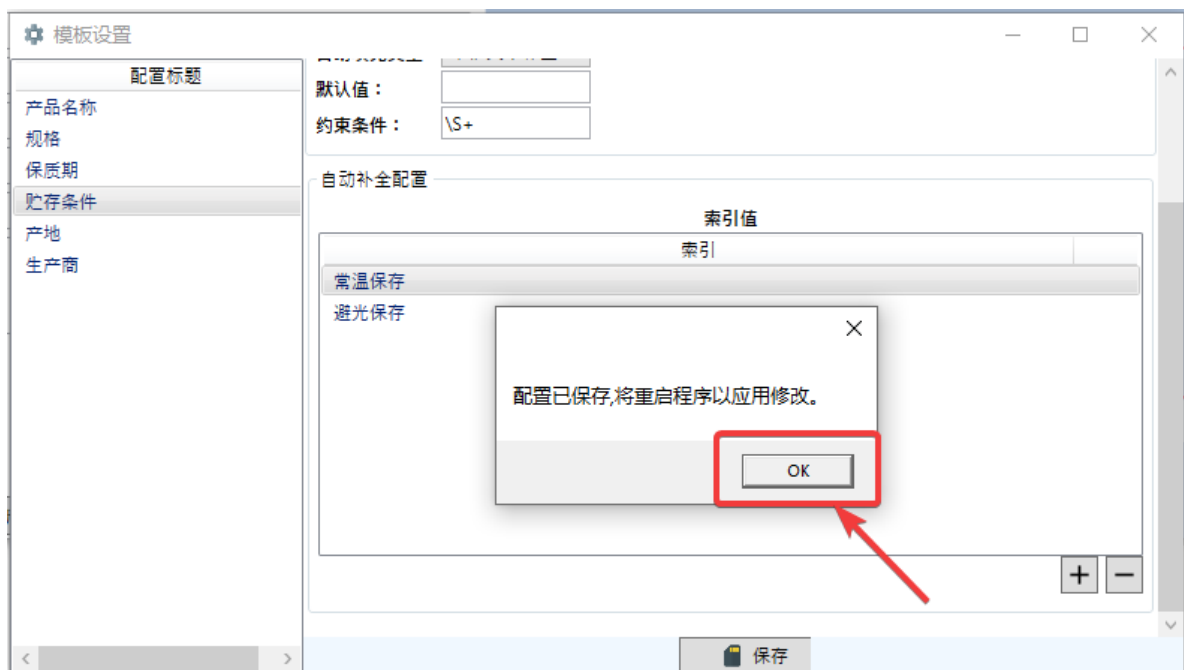 模板设置
配置标题
产品名称
规格
保质期
贮存条件
产地
生产商
默认值：
约束条件：
\S+
自动补全配置
索引值
索引
常温保存
避光保存
配置已保存,将重启程序以应用修改。
OK
保存